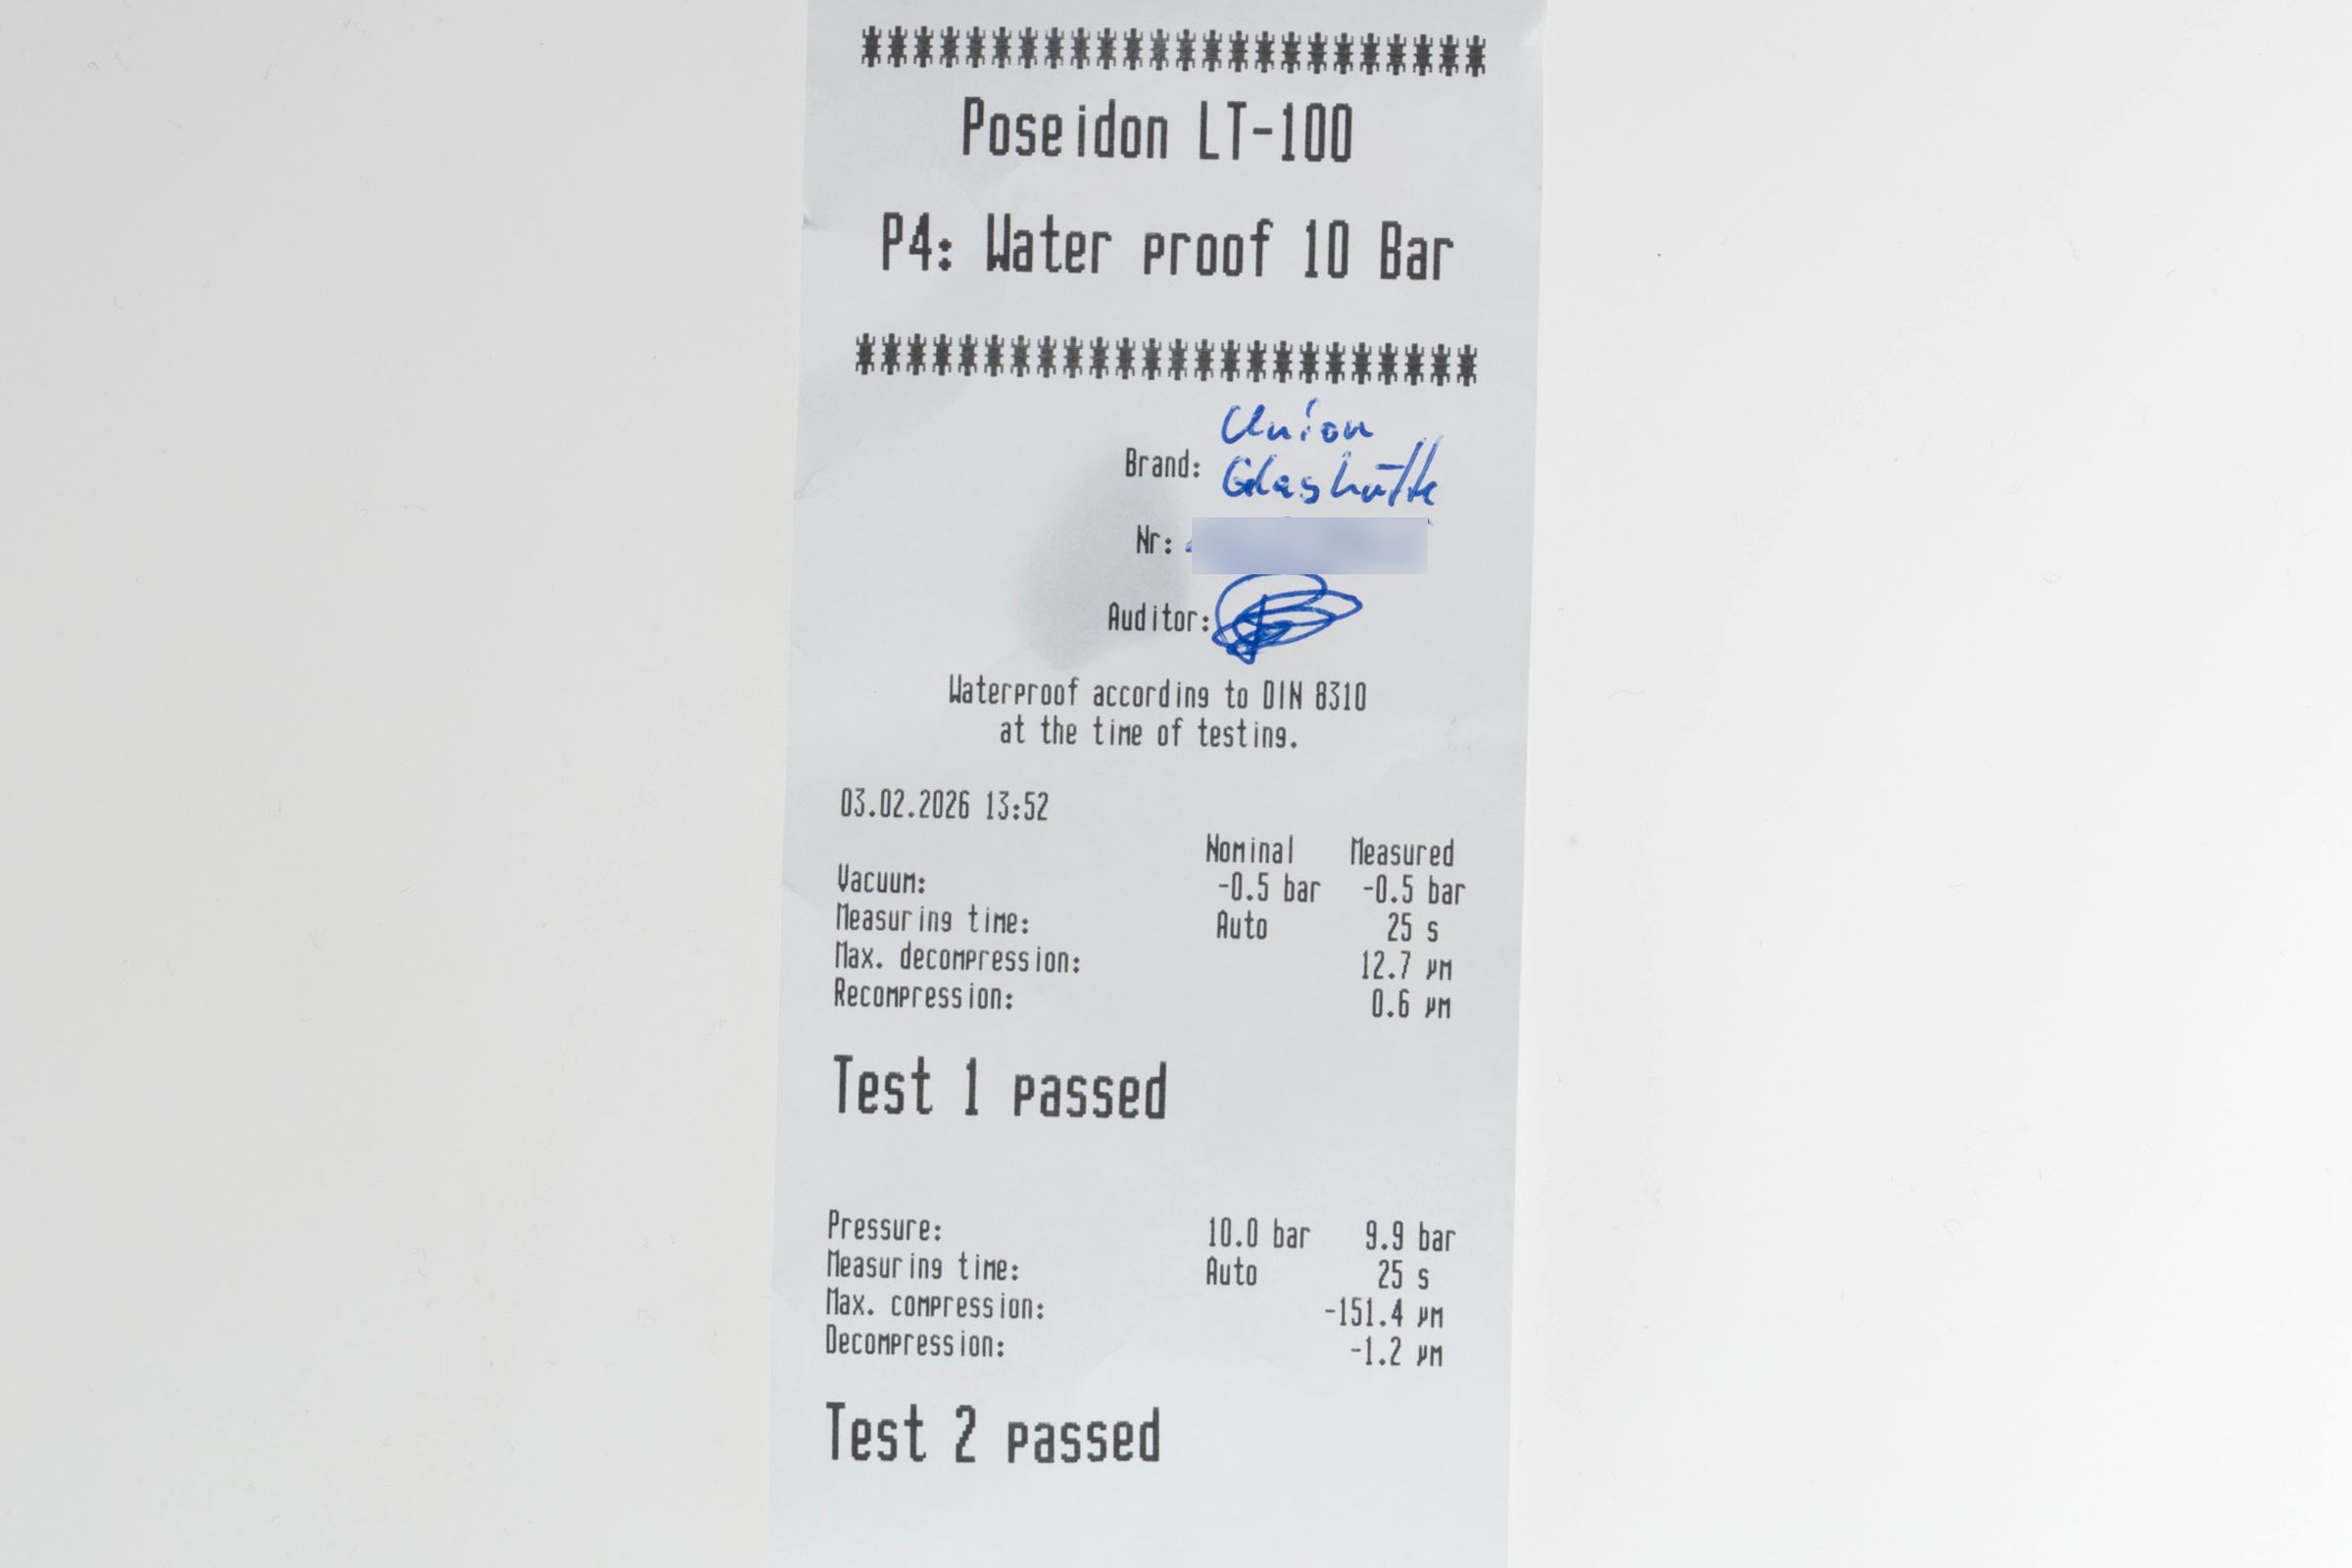 ************************
Poseidon LT-100
P4: Water proof 10 Bar
************************
Union
Brand: Glashütte
Nr:
Auditor:
Waterproof according to DIN 8310
at the time of testing.
03.02.2026 13:52
Nominal Measured
Vacuum: -0.5 bar -0.5 bar
Measuring time: Auto 25 s
Max. decompression: 12.7 µm
Recompression: 0.6 µm
Test 1 passed
Pressure: 10.0 bar 9.9 bar
Measuring time: Auto 25 s
Max. compression: -151.4 µm
Decompression: -1.2 µm
Test 2 passed